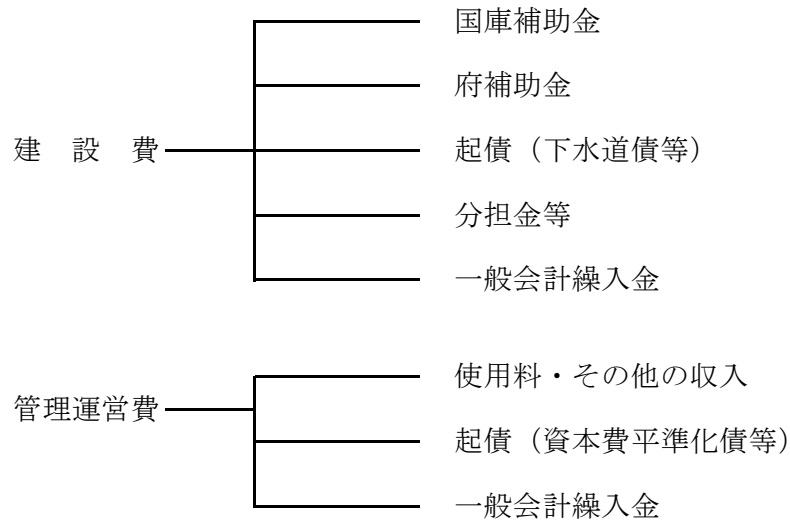 国庫補助金
府補助金
建　設　費
起債（下水道債等）
分担金等
一般会計繰入金
使用料・その他の収入
管理運営費
起債（資本費平準化債等）
一般会計繰入金